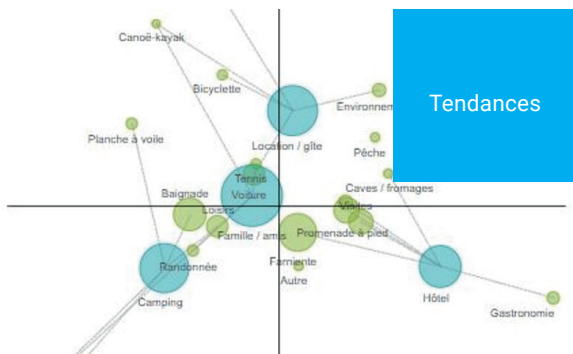 Canoë-kayak
Bicyclette
Environnem
Tendances
Planche à voile
Location / gîte
Pêche
Tennis
Caves / fromages
Baignade
Voiture
Loisirs
Visites
Famille / amis
Promenade à pied
Randonnée
Farniente
Autre
Camping
Hôtel
Gastronomie